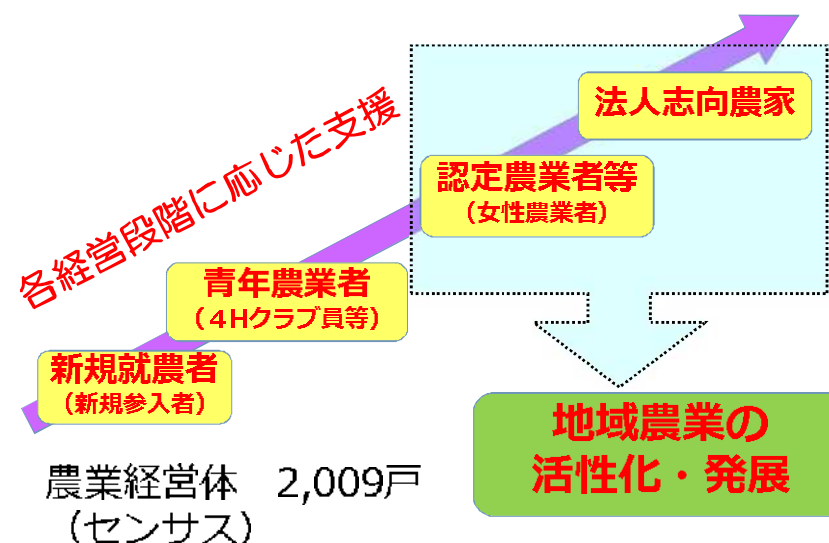 法人志向農家
各経営段階に応じた支援
認定農業者等
（女性農業者）
青年農業者
（４Hクラブ員等）
新規就農者
（新規参入者）
地域農業の
活性化・発展
農業経営体　2,009戸
（センサス）